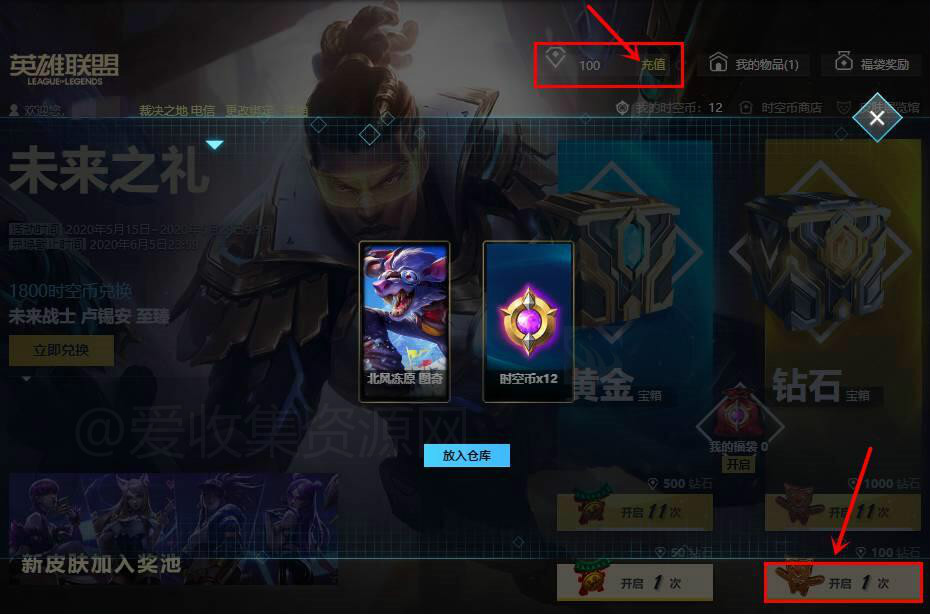 英雄联盟
LEAGUE OF LEGENDS
100 充值 我的物品(1) 福袋奖励
欢迎您, 裁决之地 电信 更改绑定 注销
我的时空币: 12 时空币商店
未来之礼
活动时间 2020年5月15日-2020年
2020年6月5日23:59
1800时空币兑换
未来战士 卢锡安 至臻
立即兑换
北风冻原 图奇
时空币x12
放入仓库
黄金 宝箱
钻石 宝箱
我的福袋 0
开启
@爱收集资源网
500 钻石
开启 11 次
1000 钻石
开启 11 次
新皮肤加入奖池
50 钻石
开启 1 次
100 钻石
开启 1 次